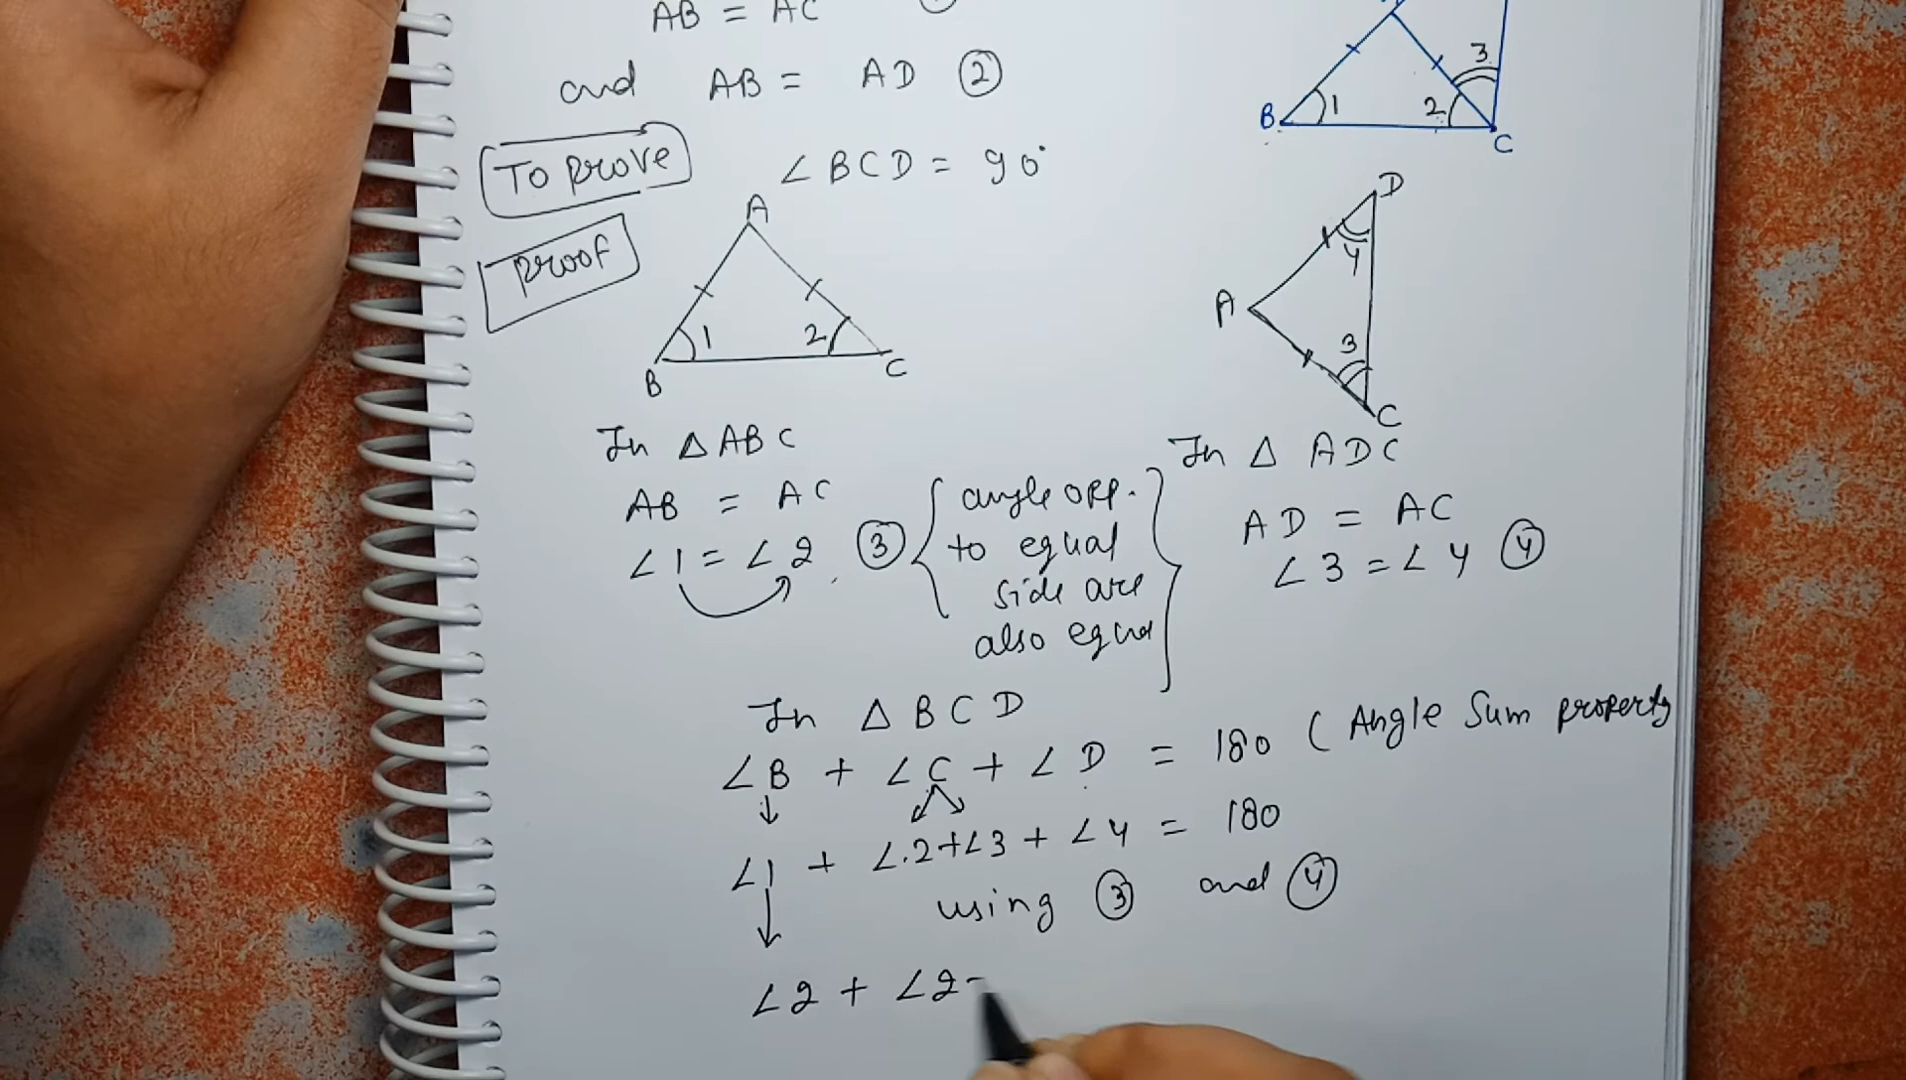 AB = AC
and AB = AD ②
To prove ∠BCD = 90°
Proof
A
1 2
B C
B 1 2 3 C
D
4
A
3
C
In △ ABC
AB = AC
∠1 = ∠2 ③
{ angle opp.
to equal
side are
also equal }
In △ ADC
AD = AC
∠3 = ∠4 ④
In △ BCD
∠B + ∠C + ∠D = 180 ( Angle Sum property
∠1 + ∠2+∠3 + ∠4 = 180
using ③ and ④
∠2 + ∠2